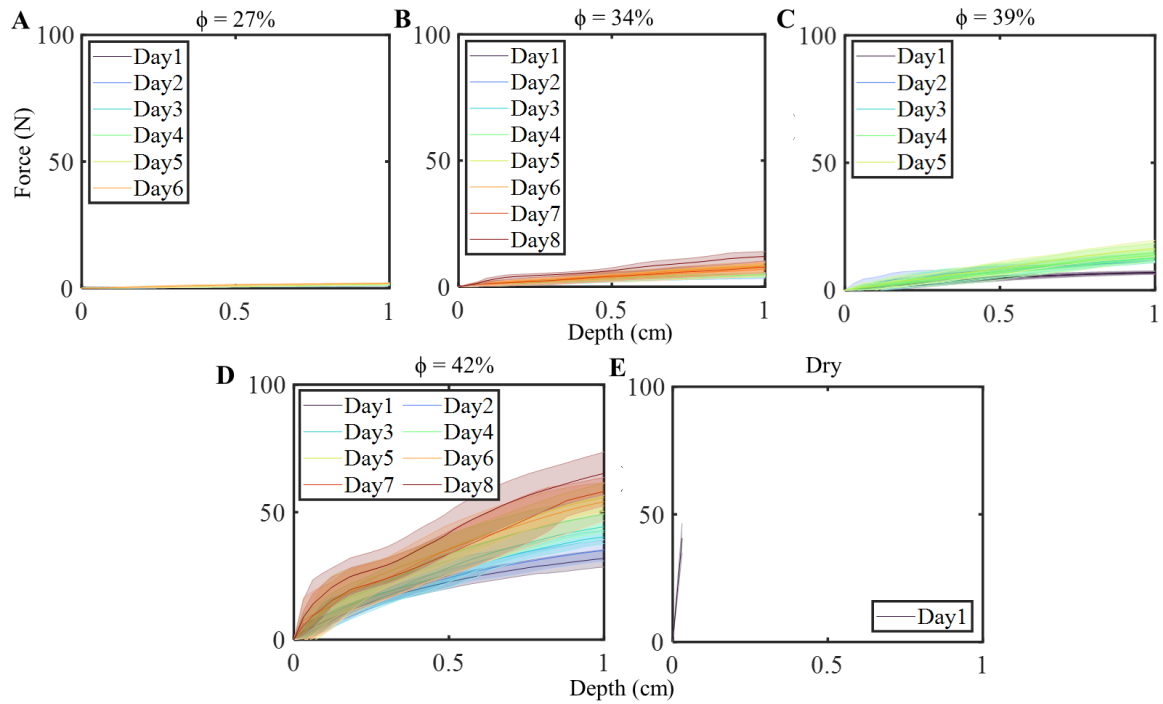 A
ϕ = 27%
B
ϕ = 34%
C
ϕ = 39%
100
50
0
0
0.5
1
Force (N)
Day1
Day2
Day3
Day4
Day5
Day6
100
50
0
0
0.5
1
Day1
Day2
Day3
Day4
Day5
Day6
Day7
Day8
Depth (cm)
100
50
0
0
0.5
1
Day1
Day2
Day3
Day4
Day5
D
ϕ = 42%
E
Dry
100
50
0
0
0.5
1
Day1 Day2
Day3 Day4
Day5 Day6
Day7 Day8
Depth (cm)
100
50
0
0
0.5
1
Day1